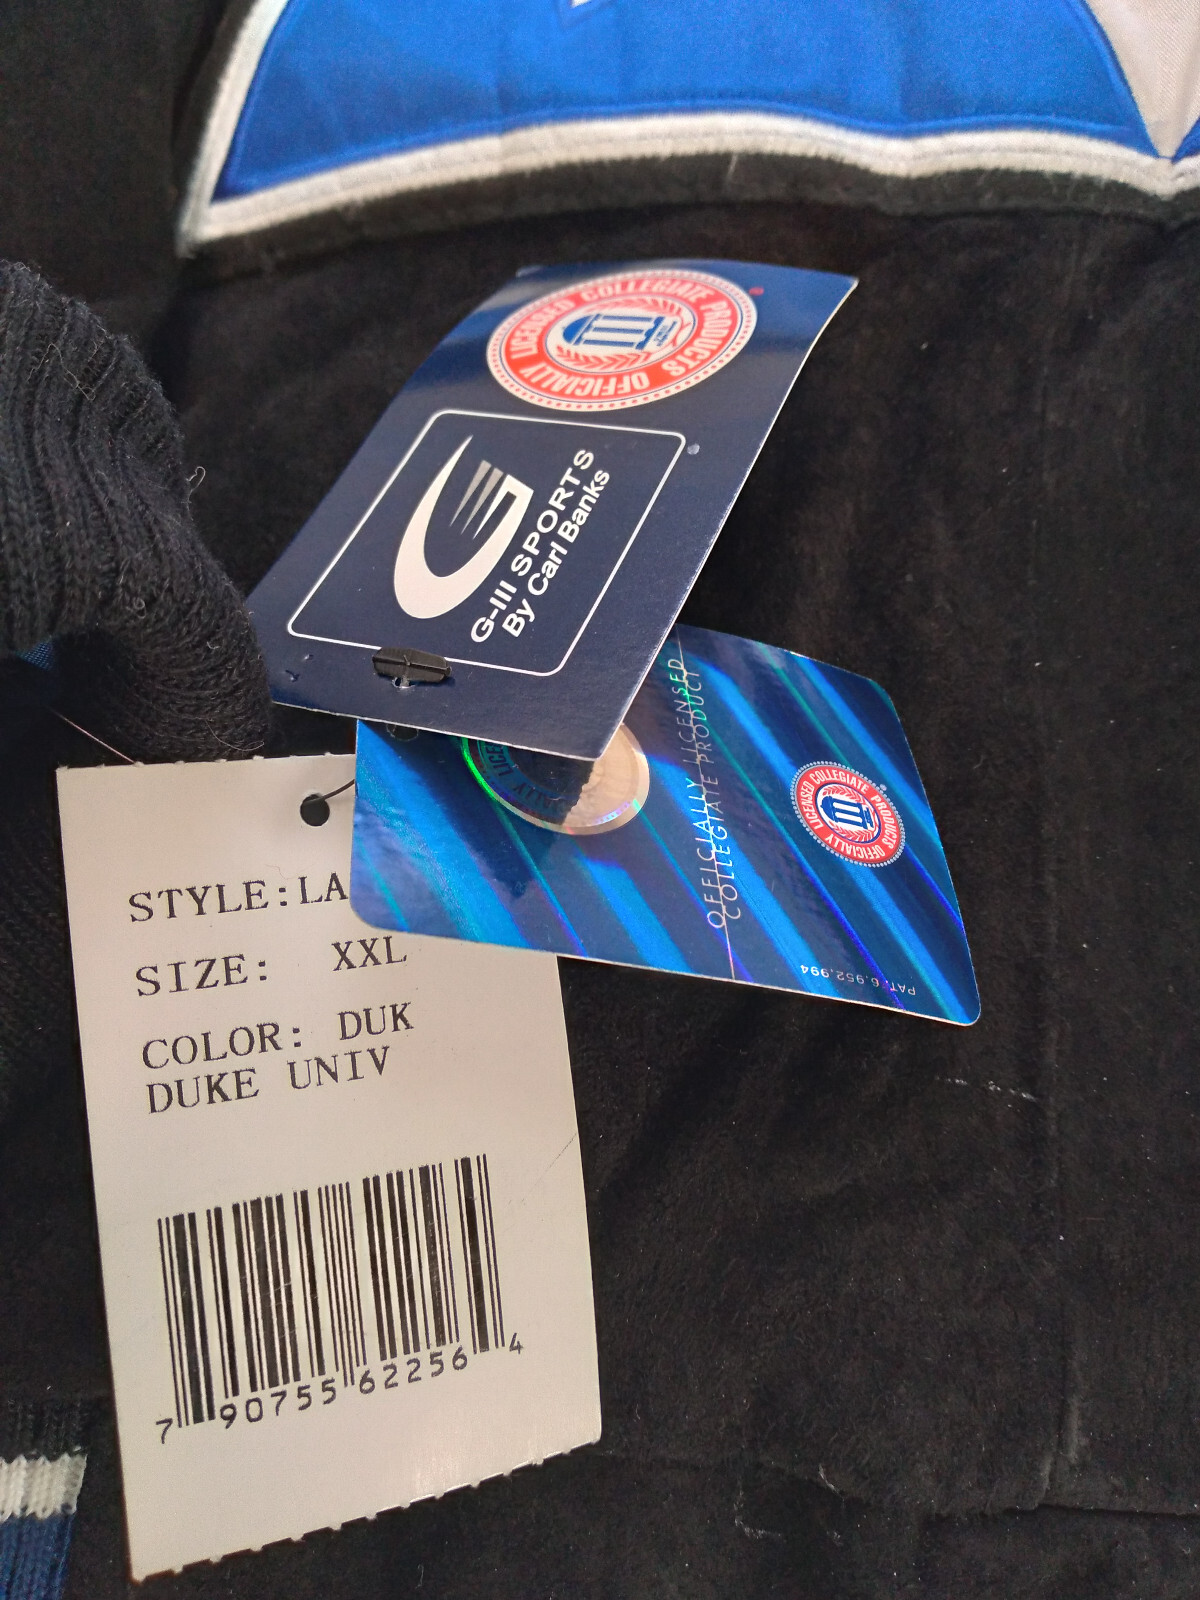 OFFICIALLY LICENSED COLLEGIATE PRODUCTS
G-III SPORTS
By Carl Banks
OFFICIALLY LICENSED
COLLEGIATE PRODUCT
OFFICIALLY LICENSED COLLEGIATE PRODUCTS
PAT. 6,952,994
STYLE: LA
SIZE: XXL
COLOR: DUK
DUKE UNIV
7 90755 62256 4